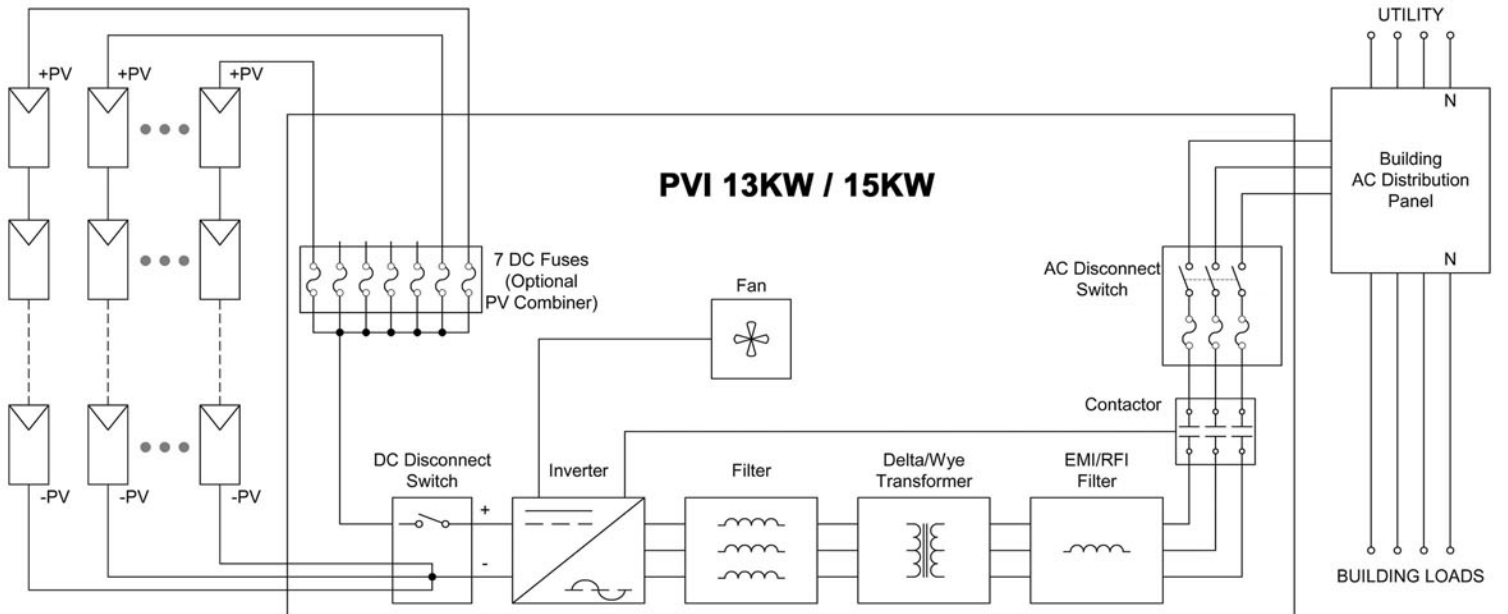 UTILITY
+PV
+PV
+PV
N
PVI 13KW / 15KW
Building
AC Distribution
Panel
7 DC Fuses
(Optional
PV Combiner)
Fan
AC Disconnect
Switch
N
Contactor
DC Disconnect
Switch
Inverter
Filter
Delta/Wye
Transformer
EMI/RFI
Filter
-PV
-PV
-PV
+
-
BUILDING LOADS